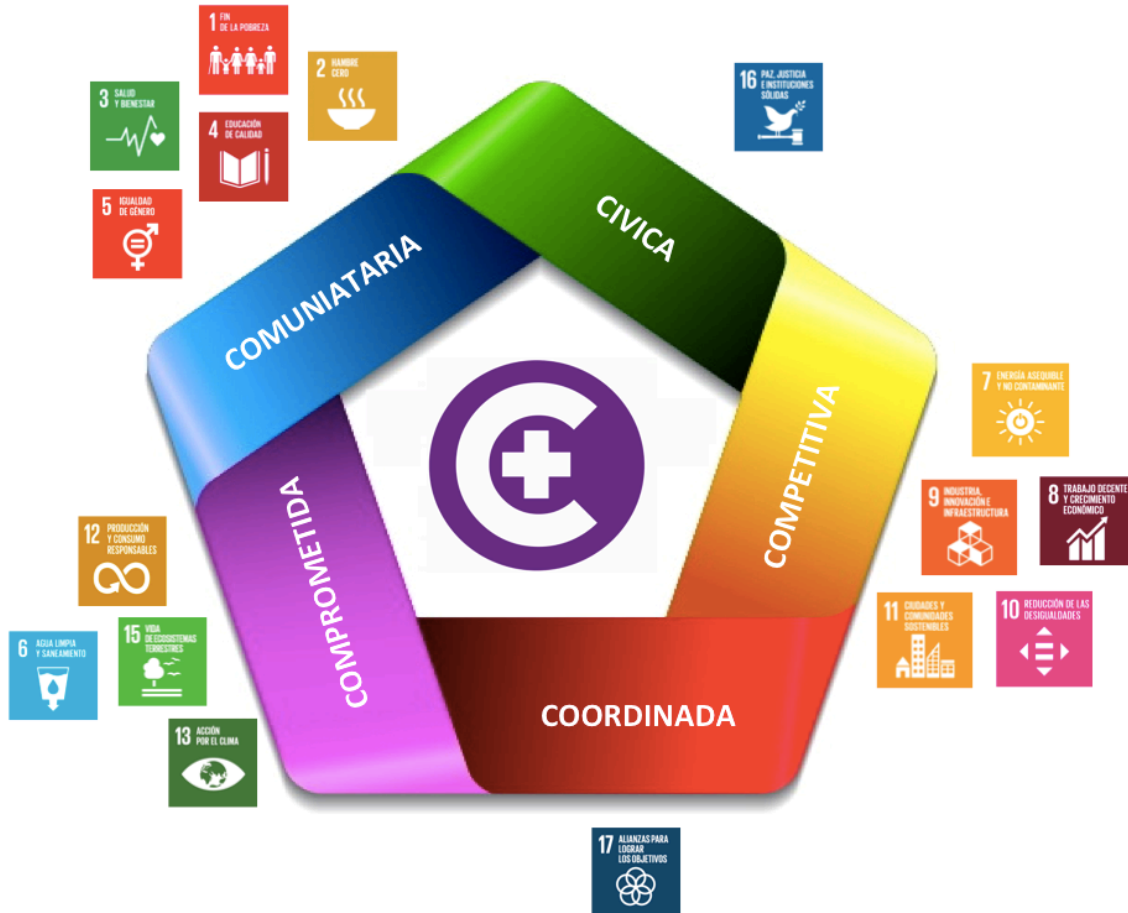 1 FIN
DE LA POBREZA
2 HAMBRE
CERO
3 SALUD
Y BIENESTAR
4 EDUCACIÓN
DE CALIDAD
5 IGUALDAD
DE GÉNERO
16 PAZ, JUSTICIA
E INSTITUCIONES
SÓLIDAS
CIVICA
COMUNIATARIA
COMPETITIVA
COMPROMETIDA
COORDINADA
7 ENERGÍA ASEQUIBLE
Y NO CONTAMINANTE
9 INDUSTRIA,
INNOVACIÓN E
INFRAESTRUCTURA
8 TRABAJO DECENTE
Y CRECIMIENTO
ECONÓMICO
11 CIUDADES Y
COMUNIDADES
SOSTENIBLES
10 REDUCCIÓN DE LAS
DESIGUALDADES
12 PRODUCCIÓN
Y CONSUMO
RESPONSABLES
6 AGUA LIMPIA
Y SANEAMIENTO
15 VIDA
DE ECOSISTEMAS
TERRESTRES
13 ACCIÓN
POR EL CLIMA
17 ALIANZAS PARA
LOGRAR
LOS OBJETIVOS